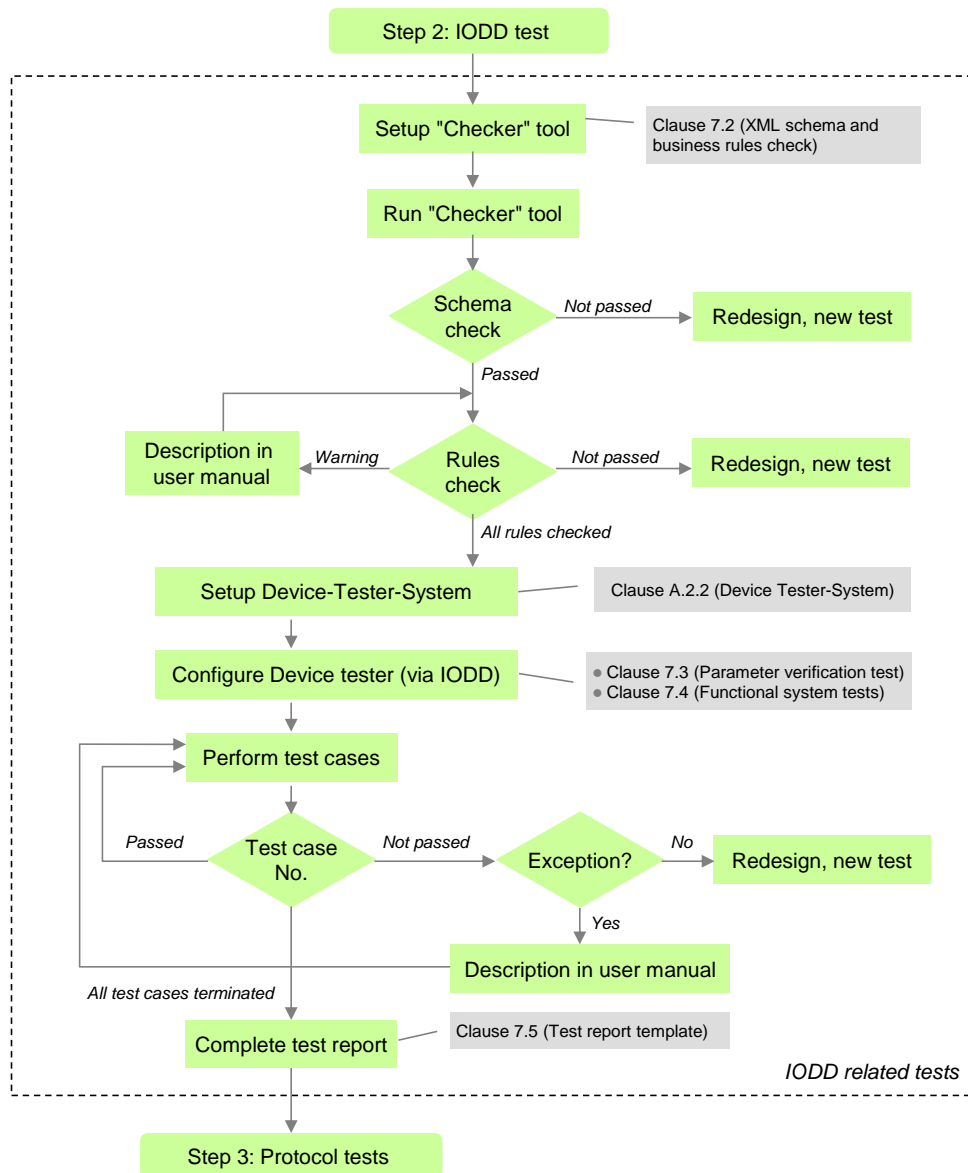 Step 2: IODD test
Setup "Checker" tool
Clause 7.2 (XML schema and
business rules check)
Run "Checker" tool
Schema
check
Not passed
Redesign, new test
Passed
Description in
user manual
Warning
Rules
check
Not passed
Redesign, new test
All rules checked
Setup Device-Tester-System
Clause A.2.2 (Device Tester-System)
Configure Device tester (via IODD)
● Clause 7.3 (Parameter verification test)
● Clause 7.4 (Functional system tests)
Perform test cases
Passed
Test case
No.
Not passed
Exception?
No
Redesign, new test
Yes
Description in user manual
All test cases terminated
Complete test report
Clause 7.5 (Test report template)
IODD related tests
Step 3: Protocol tests